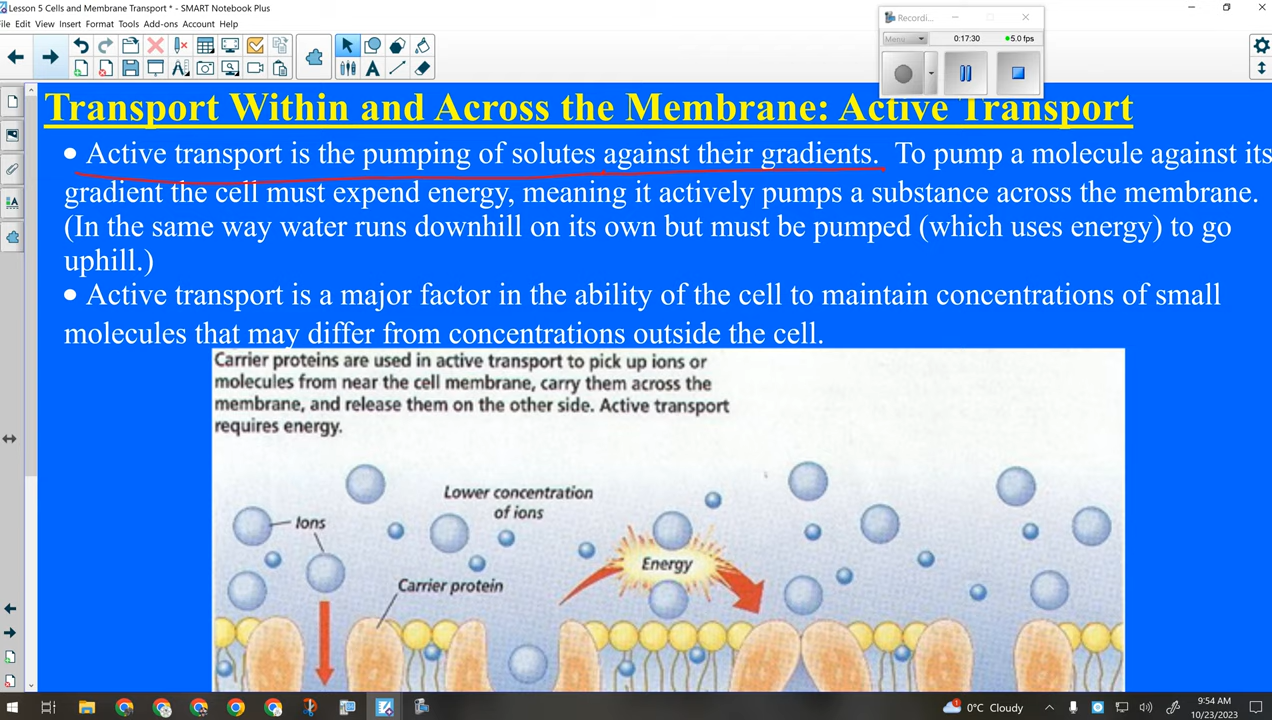 Lesson 5 Cells and Membrane Transport * - SMART Notebook Plus
File Edit View Insert Format Tools Add-ons Account Help
Recordi...
Menu 0:17:30 5.0 fps
Transport Within and Across the Membrane: Active Transport
• Active transport is the pumping of solutes against their gradients. To pump a molecule against its
gradient the cell must expend energy, meaning it actively pumps a substance across the membrane.
(In the same way water runs downhill on its own but must be pumped (which uses energy) to go
uphill.)
• Active transport is a major factor in the ability of the cell to maintain concentrations of small
molecules that may differ from concentrations outside the cell.
Carrier proteins are used in active transport to pick up ions or
molecules from near the cell membrane, carry them across the
membrane, and release them on the other side. Active transport
requires energy.
Lower concentration
of ions
Ions
Energy
Carrier protein
0°C Cloudy
9:54 AM
10/23/2023